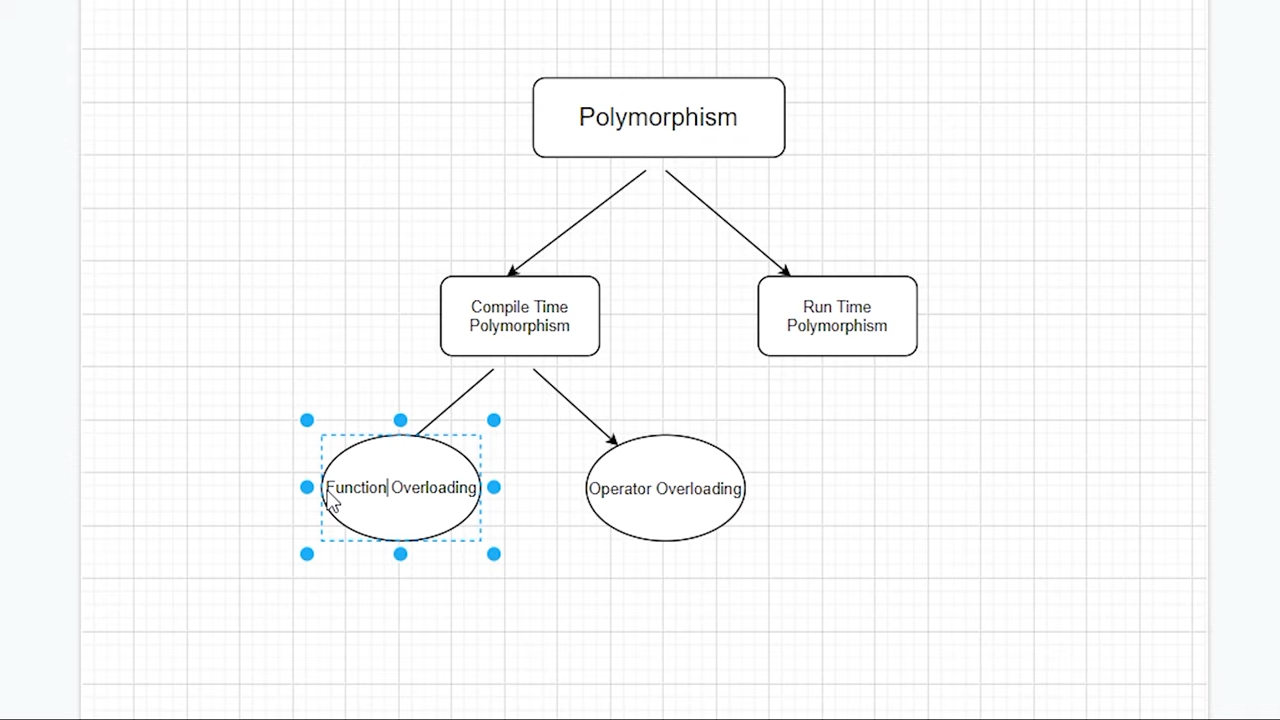 Polymorphism
Compile Time
Polymorphism
Run Time
Polymorphism
Function Overloading
Operator Overloading